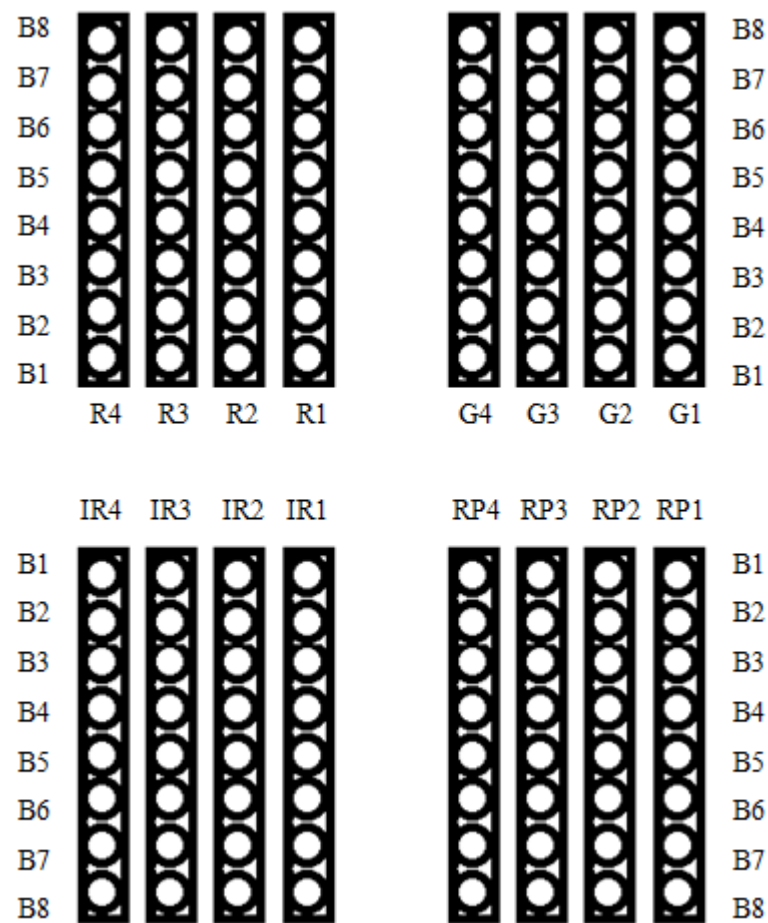 B8 B8
B7 B7
B6 B6
B5 B5
B4 B4
B3 B3
B2 B2
B1 B1
R4 R3 R2 R1 G4 G3 G2 G1
IR4 IR3 IR2 IR1 RP4 RP3 RP2 RP1
B1 B1
B2 B2
B3 B3
B4 B4
B5 B5
B6 B6
B7 B7
B8 B8